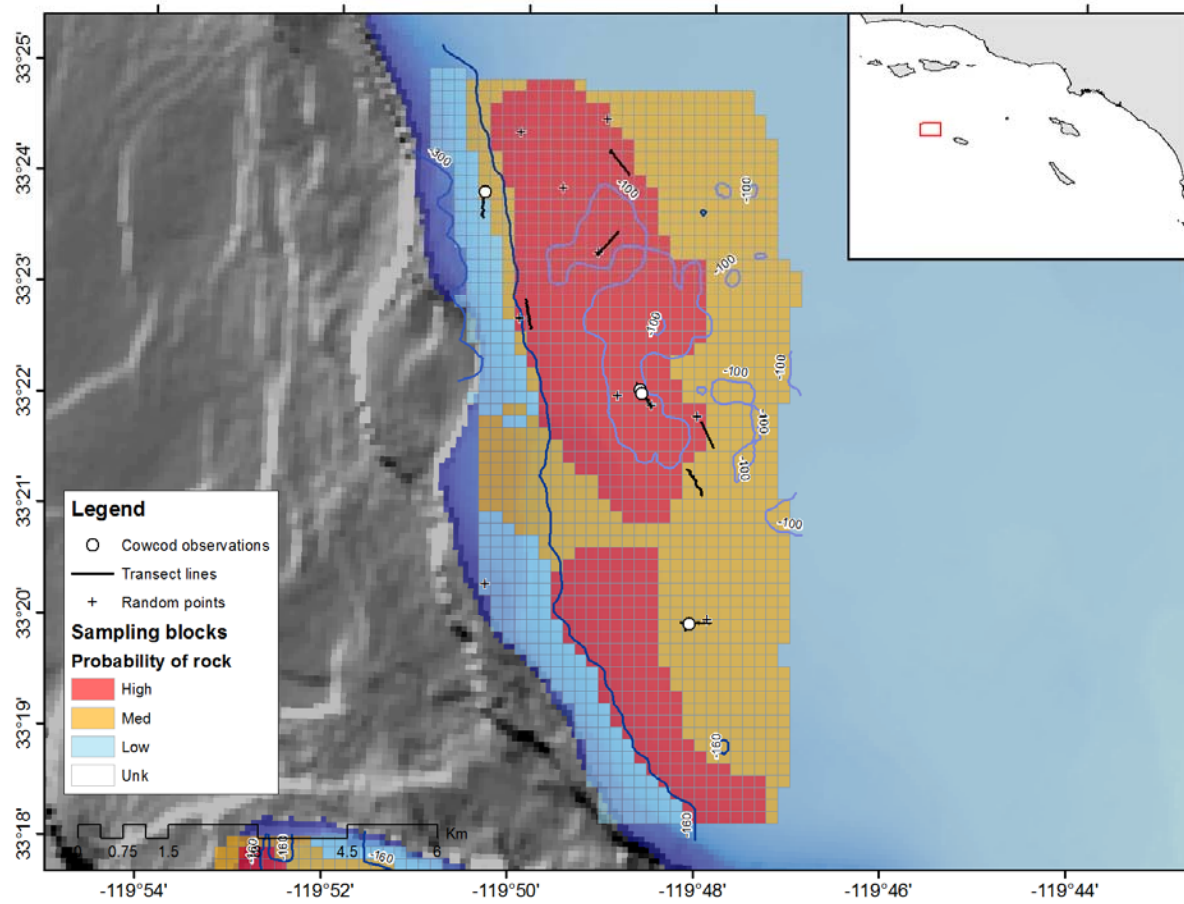 33°25'
33°24'
33°23'
33°22'
33°21'
33°20'
33°19'
33°18'
-300
-100
-100
-100
-100
-100
-100
-100
-100
-100
-100
-160
-160
-160
-160
-160
Legend
Cowcod observations
Transect lines
Random points
Sampling blocks
Probability of rock
High
Med
Low
Unk
0 0.75 1.5 4.5 6 Km
-119°54' -119°52' -119°50' -119°48' -119°46' -119°44'